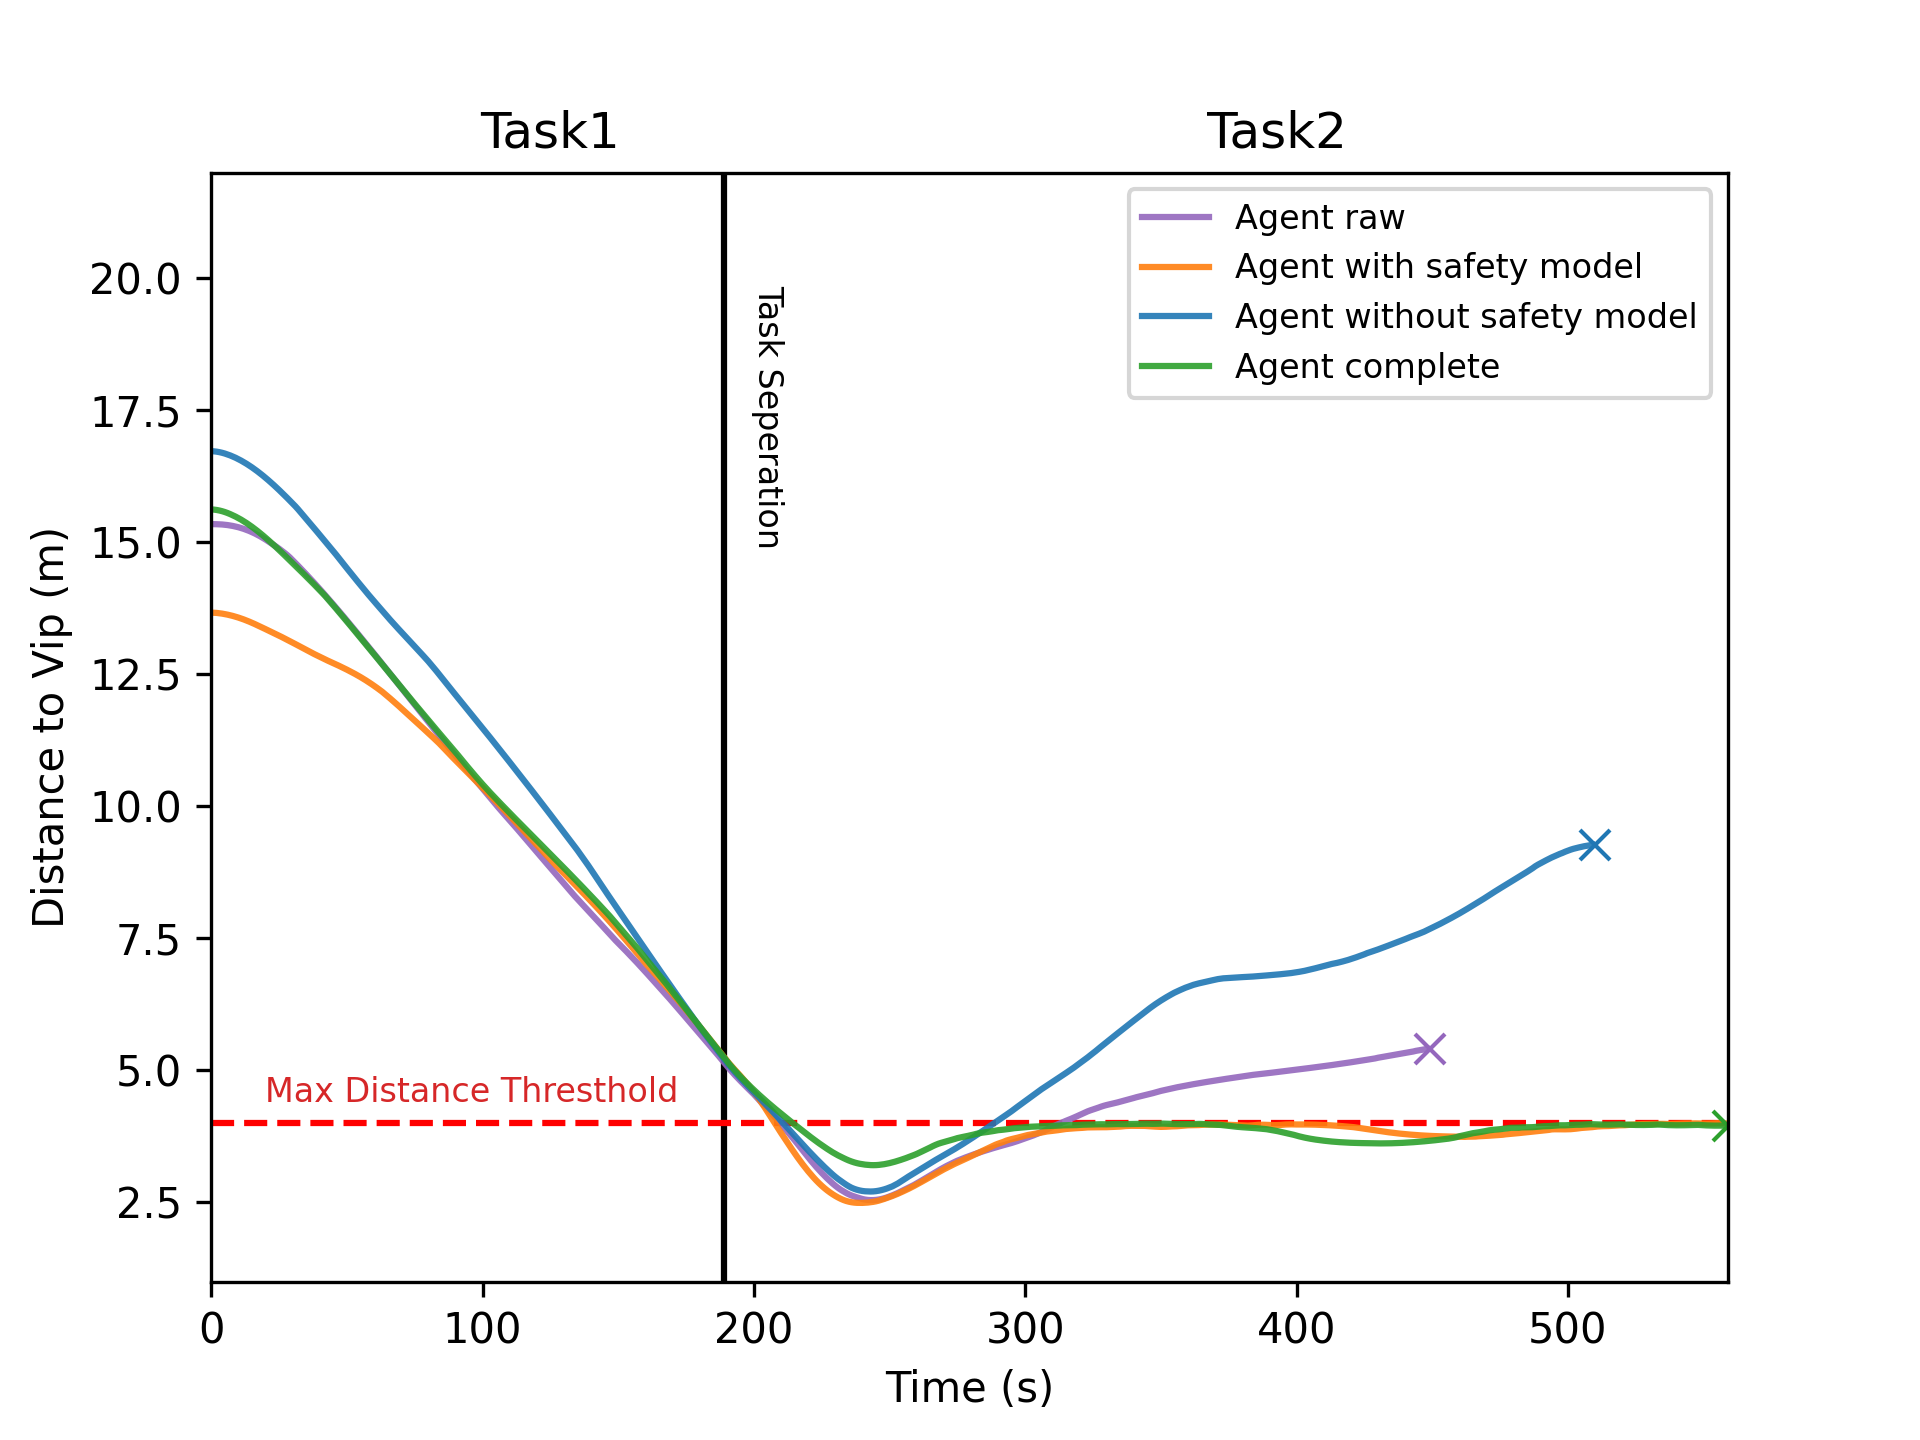 Task1
Task2
Agent raw
Agent with safety model
Agent without safety model
Agent complete
Task Seperation
Max Distance Thresthold
Distance to Vip (m)
20.0
17.5
15.0
12.5
10.0
7.5
5.0
2.5
0
100
200
300
400
500
Time (s)